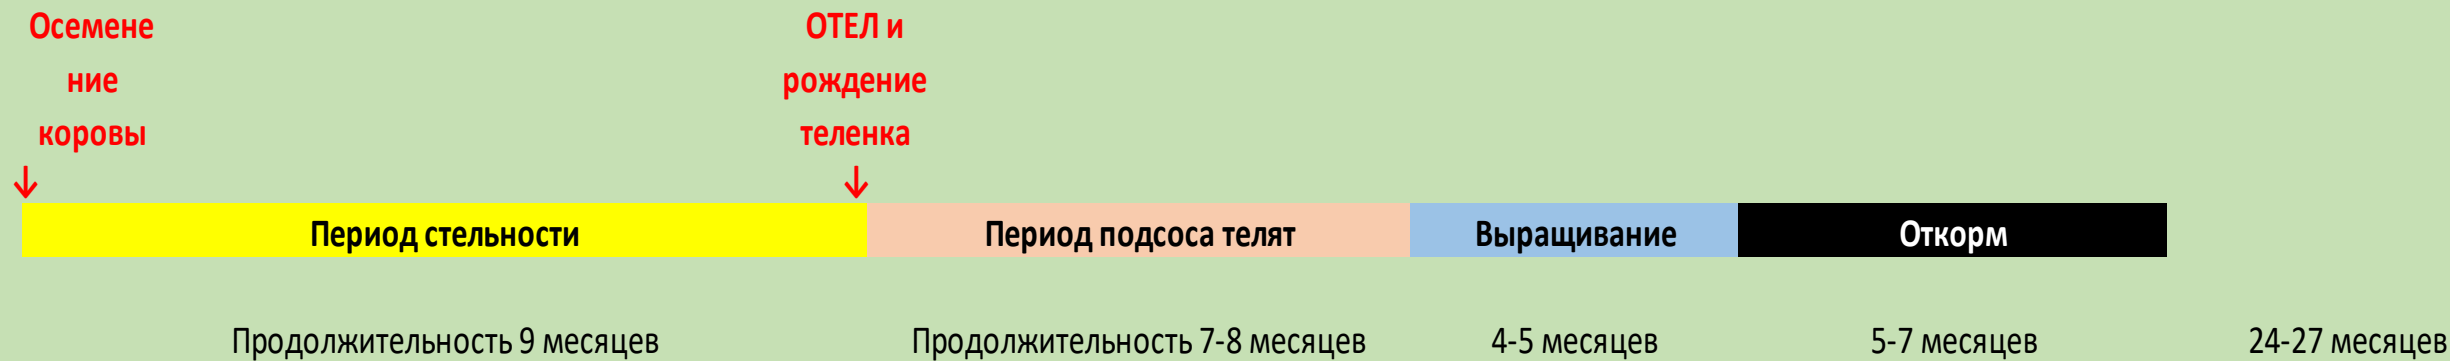 Осемене
ние
коровы
ОТЕЛ и
рождение
теленка
Период стельности Период подсоса телят Выращивание Откорм
Продолжительность 9 месяцев Продолжительность 7-8 месяцев 4-5 месяцев 5-7 месяцев 24-27 месяцев